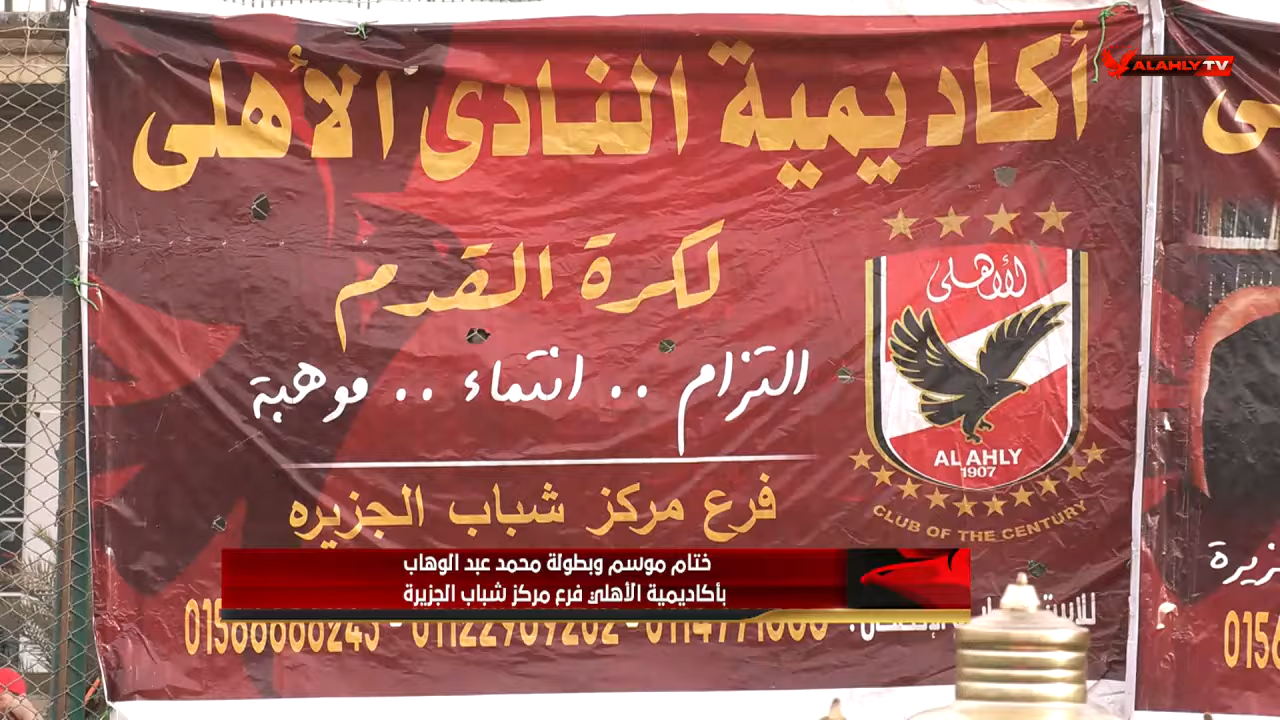 ALAHLY TV
أكاديمية النادى الأهلى
لكرة القدم
التزام .. انتماء .. موهبة
فرع مركز شباب الجزيره
الأهلى
AL AHLY
1907
CLUB OF THE CENTURY
ختام موسم وبطولة محمد عبد الوهاب
بأكاديمية الأهلي فرع مركز شباب الجزيرة